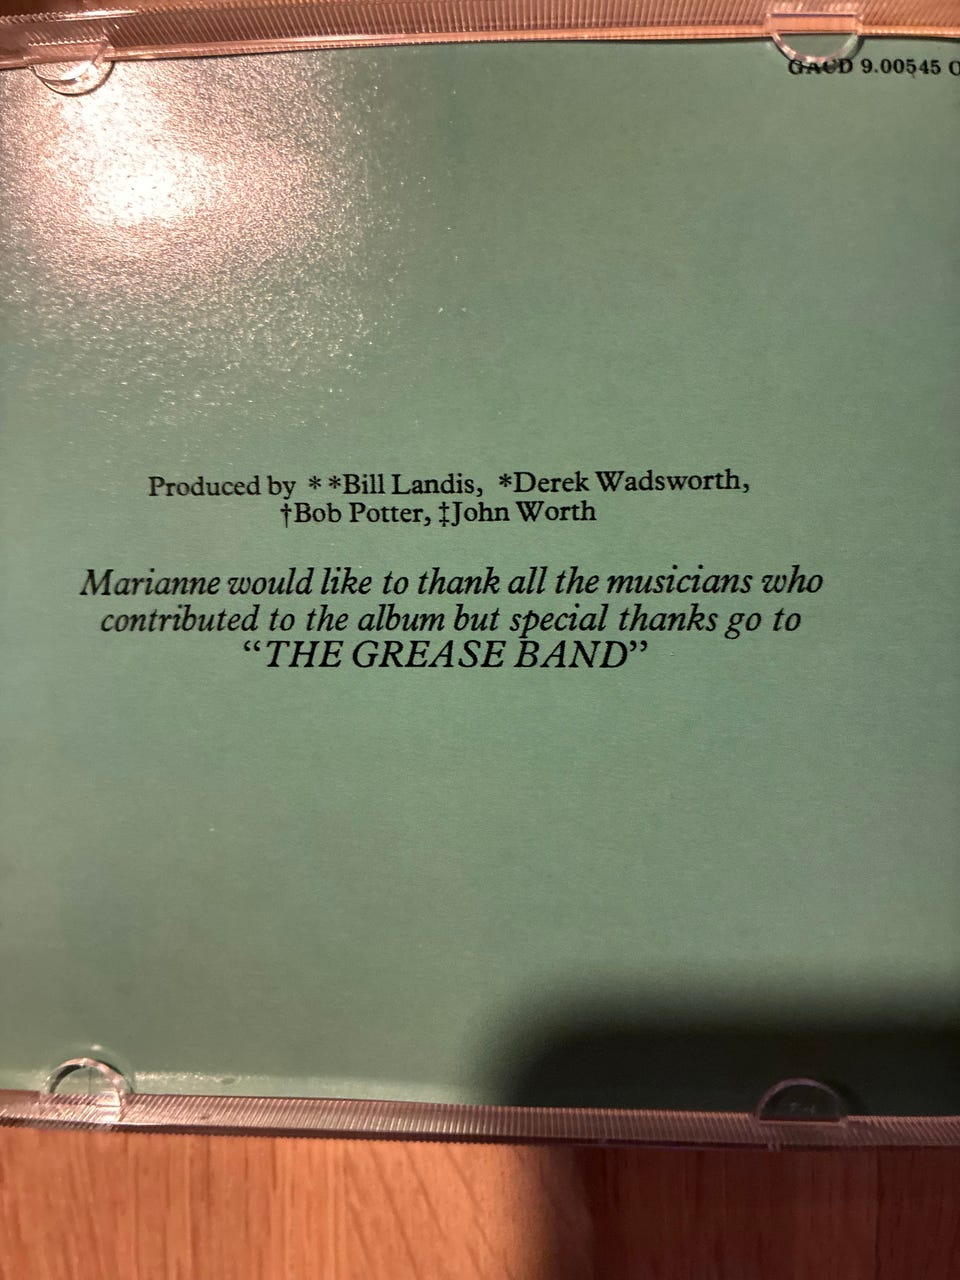 GACD 9.00545 O
Produced by **Bill Landis, *Derek Wadsworth,
†Bob Potter, ‡John Worth
Marianne would like to thank all the musicians who
contributed to the album but special thanks go to
“THE GREASE BAND”